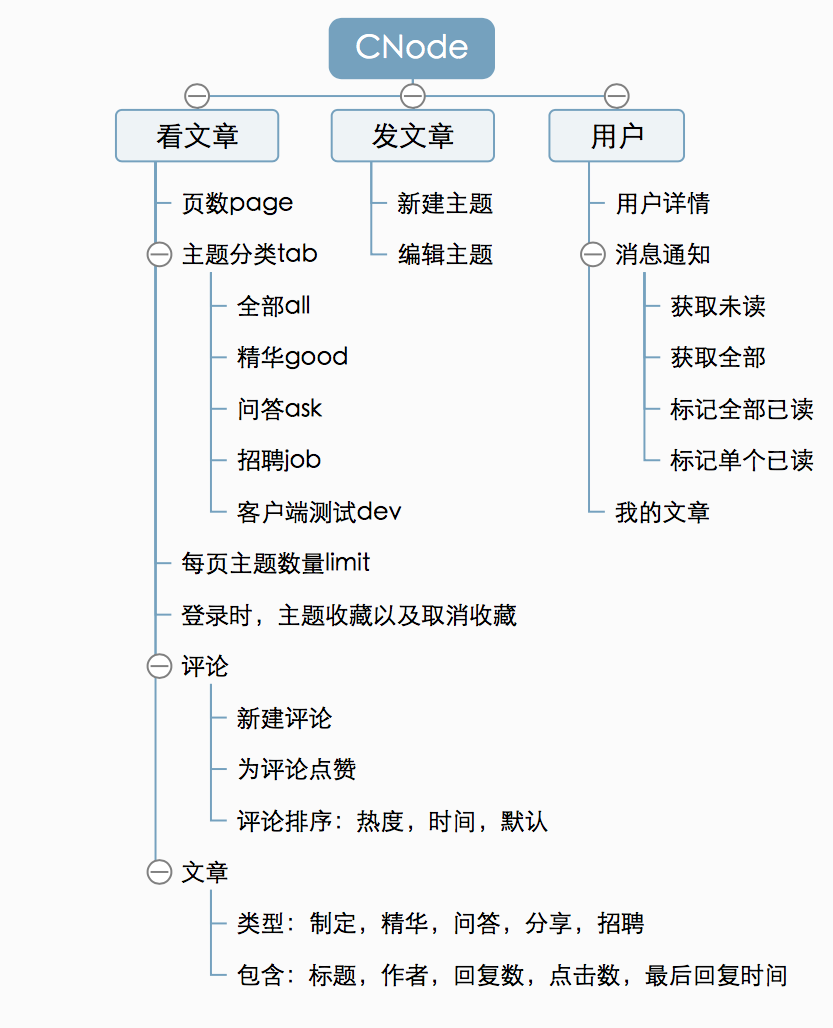 CNode
看文章
页数page
主题分类tab
全部all
精华good
问答ask
招聘job
客户端测试dev
每页主题数量limit
登录时，主题收藏以及取消收藏
评论
新建评论
为评论点赞
评论排序：热度，时间，默认
文章
类型：制定，精华，问答，分享，招聘
包含：标题，作者，回复数，点击数，最后回复时间
发文章
新建主题
编辑主题
用户
用户详情
消息通知
获取未读
获取全部
标记全部已读
标记单个已读
我的文章